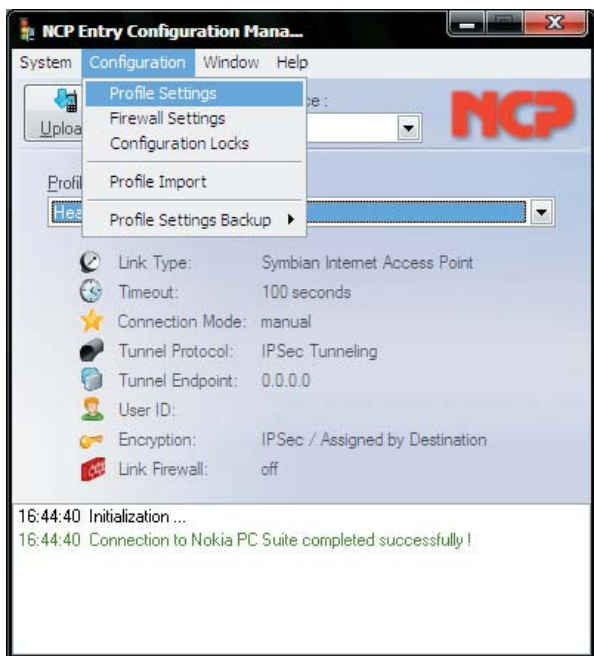 NCP Entry Configuration Mana...
System Configuration Window Help
Profile Settings
Firewall Settings
Configuration Locks
Profile Import
Profile Settings Backup
NCP
Link Type: Symbian Internet Access Point
Timeout: 100 seconds
Connection Mode: manual
Tunnel Protocol: IPSec Tunneling
Tunnel Endpoint: 0.0.0.0
User ID:
Encryption: IPSec / Assigned by Destination
Link Firewall: off
16:44:40 Initialization ...
16:44:40 Connection to Nokia PC Suite completed successfully !